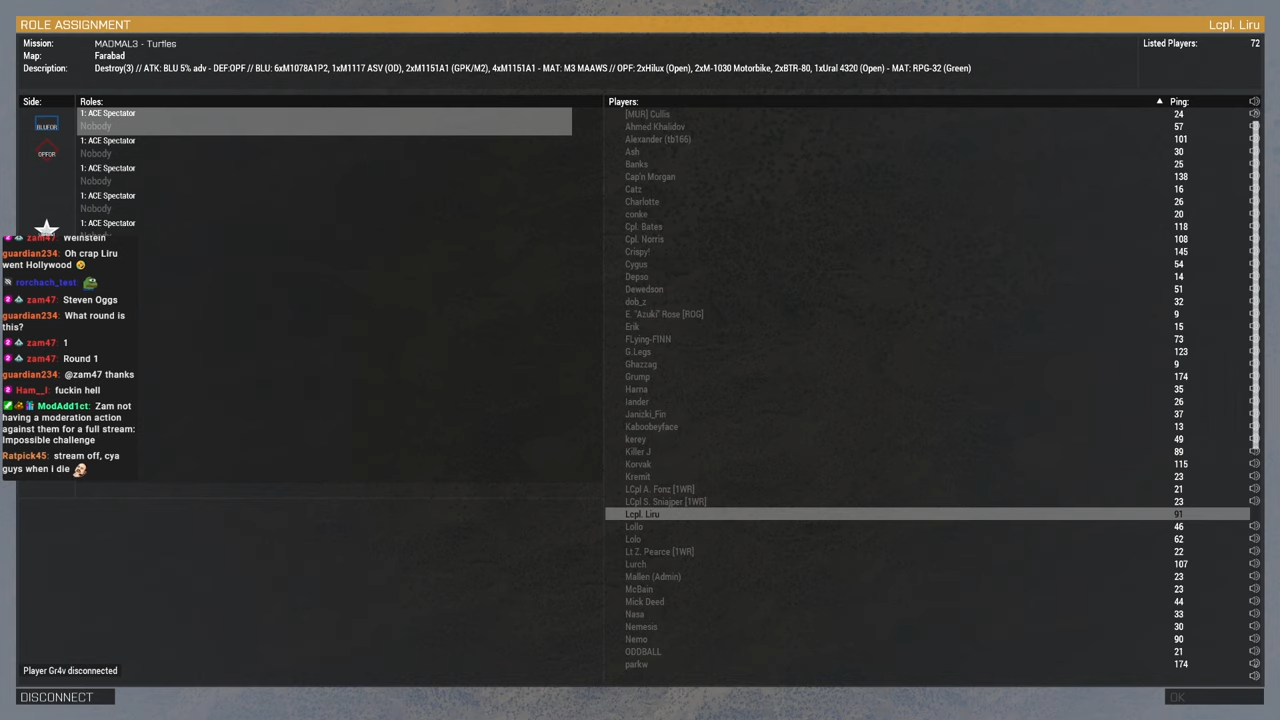 ROLE ASSIGNMENT
Lcpl. Liru
Mission: MADMAL3 - Turtles
Listed Players: 72
Map: Farabad
Description: Destroy(3) // ATK: BLU 5% adv - DEF:OPF // BLU: 6xM1078A1P2, 1xM1117 ASV (OD), 2xM1151A1 (GPK/M2), 4xM1151A1 - MAT: M3 MAAWS // OPF: 2xHilux (Open), 2xM-1030 Motorbike, 2xBTR-80, 1xUral 4320 (Open) - MAT: RPG-32 (Green)
Side:
Roles:
BLUFOR
OPFOR
1: ACE Spectator
Nobody
1: ACE Spectator
Nobody
1: ACE Spectator
Nobody
1: ACE Spectator
Nobody
1: ACE Spectator
zam47: Weinstein
guardian234: Oh crap Liru
went Hollywood
rorchach_test:
zam47: Steven Oggs
guardian234: What round is
this?
zam47: 1
zam47: Round 1
guardian234: @zam47 thanks
Ham__I: fuckin hell
ModAdd1ct: Zam not
having a moderation action
against them for a full stream:
Impossible challenge
Ratpick45: stream off, cya
guys when i die
Player Gr4v disconnected
DISCONNECT
Players: Ping:
[MUR] Cullis 24
Ahmed Khalidov 57
Alexander (tb166) 101
Ash 30
Banks 25
Cap'n Morgan 138
Catz 16
Charlotte 26
conke 20
Cpl. Bates 118
Cpl. Norris 108
Crispy! 145
Cygus 54
Depso 14
Dewedson 51
dob_z 32
E. "Azuki" Rose [ROG] 9
Erik 15
FLying-FINN 73
G.Legs 123
Ghazzag 9
Grump 174
Harna 35
Iander 26
Janizki_Fin 37
Kaboobeyface 13
kerey 49
Killer J 89
Korvak 115
Kremit 23
LCpl A. Fonz [1WR] 21
LCpl S. Sniajper [1WR] 23
Lcpl. Liru 91
Lollo 46
Lolo 62
Lt Z. Pearce [1WR] 22
Lurch 107
Mallen (Admin) 23
McBain 23
Mick Deed 44
Nasa 33
Nemesis 30
Nemo 90
ODDBALL 21
parkw 174
OK